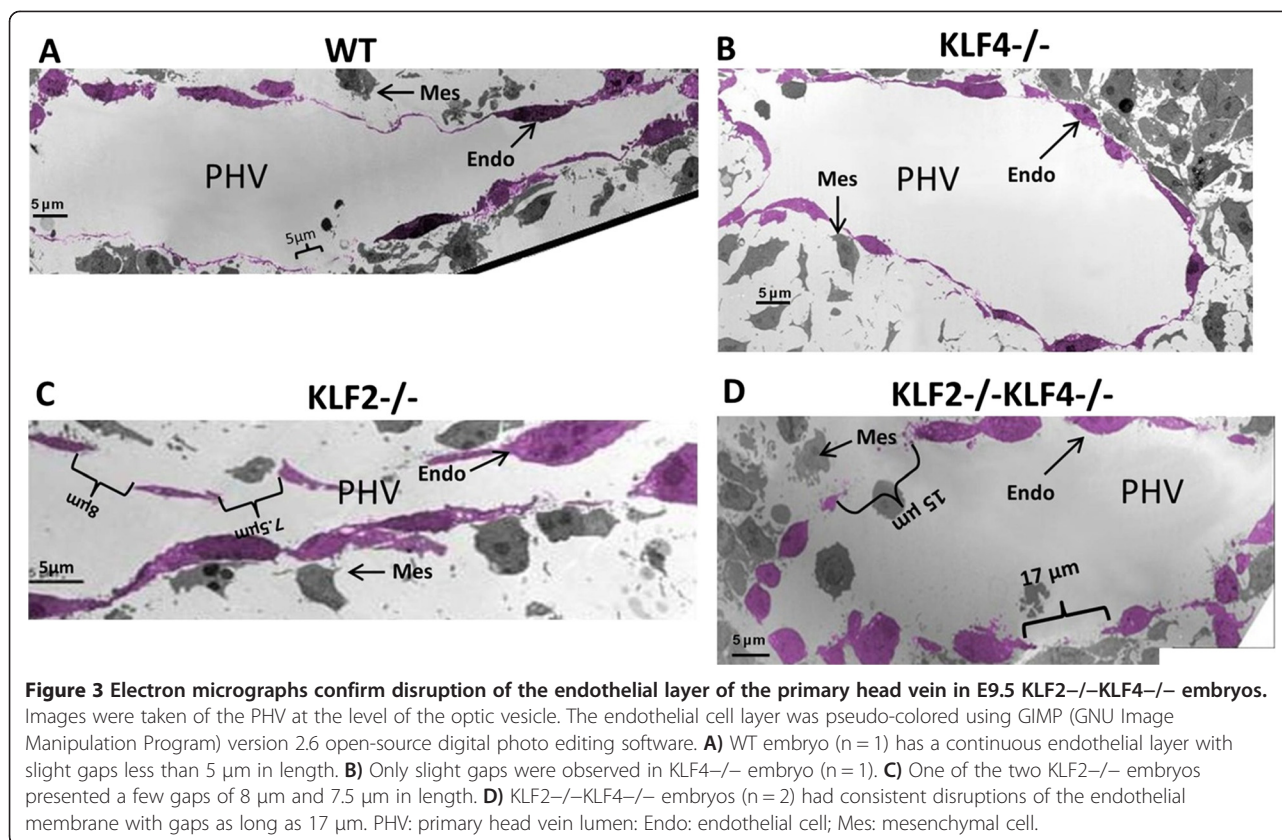 A
WT
Mes
Endo
PHV
5 μm
5μm
B
KLF4-/-
Endo
Mes
PHV
5 μm
C
KLF2-/-
Endo
PHV
8μm
7.5μm
Mes
5μm
D
KLF2-/-KLF4-/-
Mes
Endo
PHV
15 μm
17 μm
5 μm
Figure 3 Electron micrographs confirm disruption of the endothelial layer of the primary head vein in E9.5 KLF2−/−KLF4−/− embryos.
Images were taken of the PHV at the level of the optic vesicle. The endothelial cell layer was pseudo-colored using GIMP (GNU Image
Manipulation Program) version 2.6 open-source digital photo editing software. A) WT embryo (n = 1) has a continuous endothelial layer with
slight gaps less than 5 μm in length. B) Only slight gaps were observed in KLF4−/− embryo (n = 1). C) One of the two KLF2−/− embryos
presented a few gaps of 8 μm and 7.5 μm in length. D) KLF2−/−KLF4−/− embryos (n = 2) had consistent disruptions of the endothelial
membrane with gaps as long as 17 μm. PHV: primary head vein lumen: Endo: endothelial cell; Mes: mesenchymal cell.